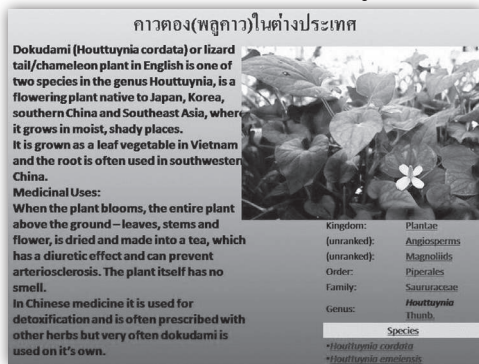 คาวตอง(พลูคาว)ในต่างประเทศ
Dokudami (Houttuynia cordata) or lizard
tail/chameleon plant in English is one of
two species in the genus Houttuynia, is a
flowering plant native to Japan, Korea,
southern China and Southeast Asia, where
it grows in moist, shady places.
It is grown as a leaf vegetable in Vietnam
and the root is often used in southwestern
China.
Medicinal Uses:
When the plant blooms, the entire plant
above the ground – leaves, stems and
flower, is dried and made into a tea, which
has a diuretic effect and can prevent
arteriosclerosis. The plant itself has no
smell.
In Chinese medicine it is used for
detoxification and is often prescribed with
other herbs but very often dokudami is
used on it's own.
Kingdom: Plantae
(unranked): Angiosperms
(unranked): Magnoliids
Order: Piperales
Family: Saururaceae
Genus: Houttuynia
Thunb.
Species
•Houttuynia cordata
•Houttuynia emeiensis